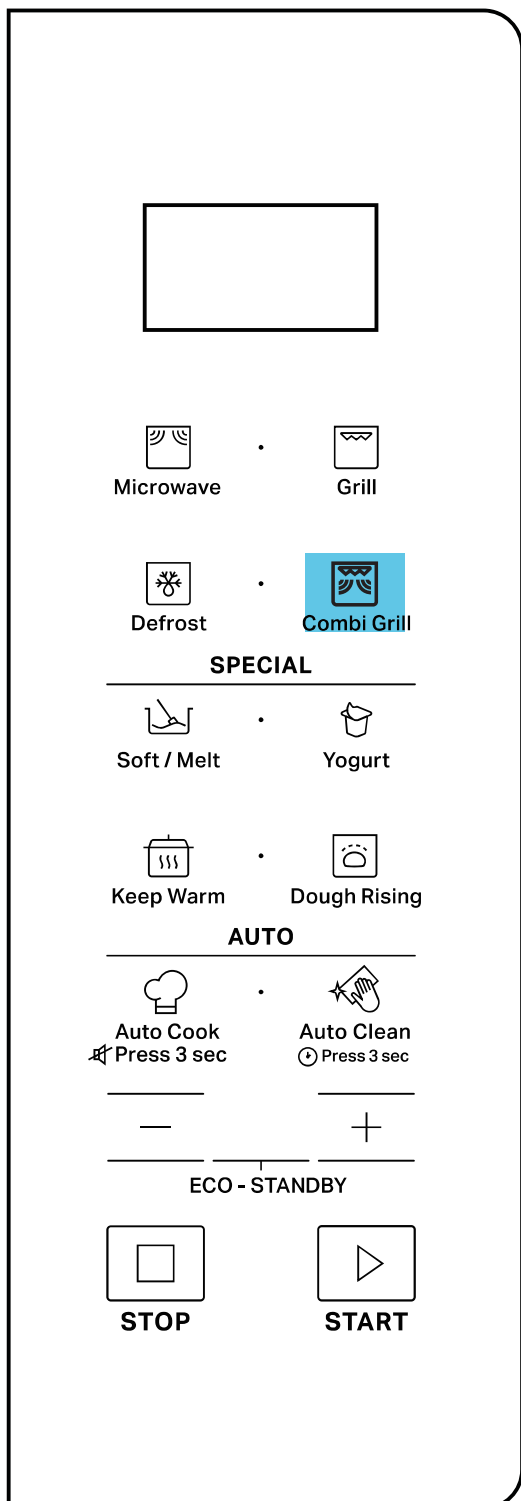 Microwave
Grill
Defrost
Combi Grill
SPECIAL
Soft / Melt
Yogurt
Keep Warm
Dough Rising
AUTO
Auto Cook
Press 3 sec
Auto Clean
Press 3 sec
ECO - STANDBY
STOP
START